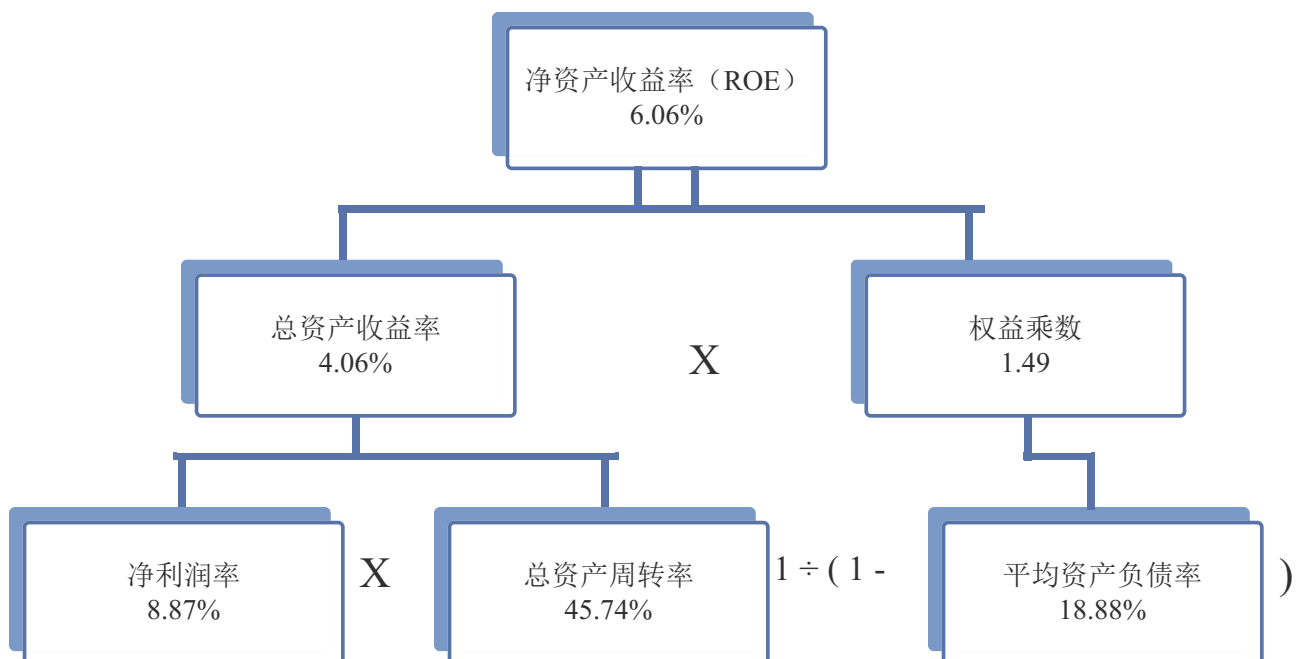 净资产收益率（ROE）
6.06%
总资产收益率
4.06%
X
权益乘数
1.49
净利润率
8.87%
X
总资产周转率
45.74%
1 ÷ ( 1 -
平均资产负债率
18.88%
)